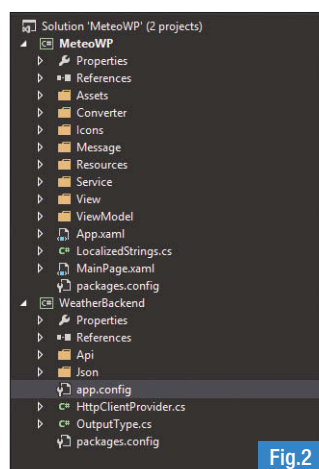 Solution 'MeteoWP' (2 projects)
C# MeteoWP
Properties
References
Assets
Converter
Icons
Message
Resources
Service
View
ViewModel
App.xaml
C# LocalizedStrings.cs
MainPage.xaml
packages.config
C# WeatherBackend
Properties
References
Api
Json
app.config
C# HttpClientProvider.cs
C# OutputType.cs
packages.config
Fig.2